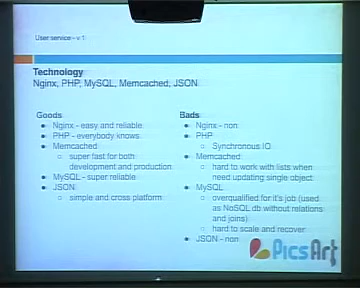 User service - v.1
Technology
Nginx, PHP, MySQL, Memcached, JSON
Goods
Nginx - easy and reliable
PHP - everybody knows
Memcached
super fast for both
development and production
MySQL - super reliable
JSON
simple and cross platform
Bads
Nginx - non
PHP
Synchronous IO
Memcached
hard to work with lists when
need updating single object
MySQL
overqualified for it's job (used
as NoSQL db without relations
and joins)
hard to scale and recover
JSON - non
PicsArt